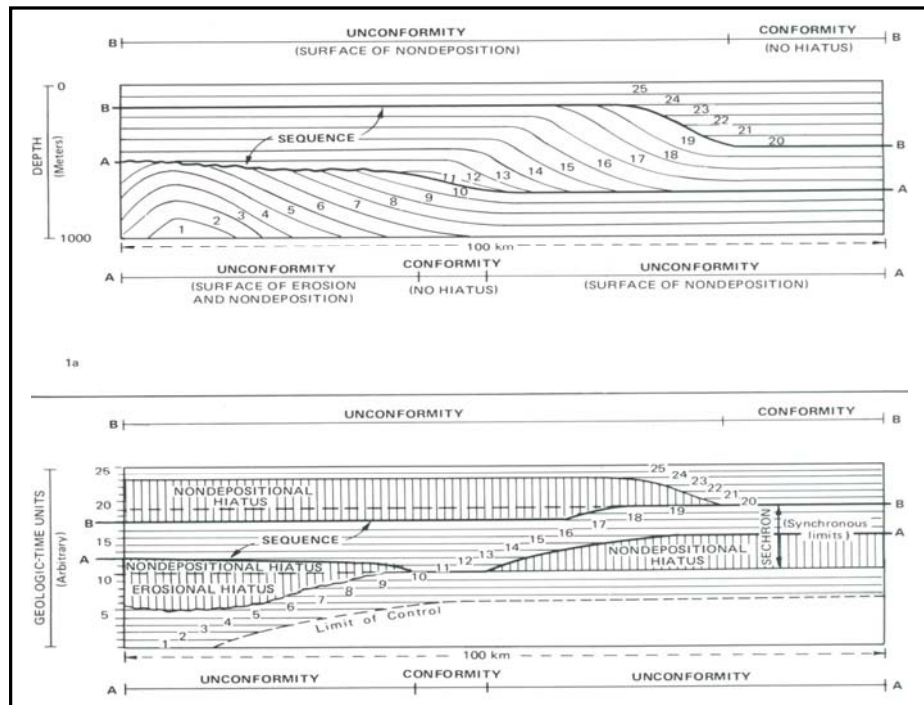 UNCONFORMITY CONFORMITY
B B
(SURFACE OF NONDEPOSITION) (NO HIATUS)
0
25
24
B 23
22
SEQUENCE 19 21
17 20
16 18 B
DEPTH
(Meters)
A 15
14
11 12 13
10 A
9
8
7
6
5
4
3
2
1
1000
100 km
UNCONFORMITY CONFORMITY UNCONFORMITY
A A
(SURFACE OF EROSION (NO HIATUS) (SURFACE OF NONDEPOSITION)
AND NONDEPOSITION)
1a
UNCONFORMITY CONFORMITY
B B
GEOLOGIC-TIME UNITS
(Arbitrary)
25
20
15
10
5
B
A
25
24
NONDEPOSITIONAL 23
HIATUS 22
21
20
19 B
18
17
SEQUENCE 16
15
14
13
12
11
10
SECHRON
(Synchronous
limits)
A
NONDEPOSITIONAL
HIATUS
NONDEPOSITIONAL HIATUS
EROSIONAL HIATUS
9
8
7
6
5
4
3
2
1
Limit of Control
100 km
UNCONFORMITY CONFORMITY UNCONFORMITY
A A